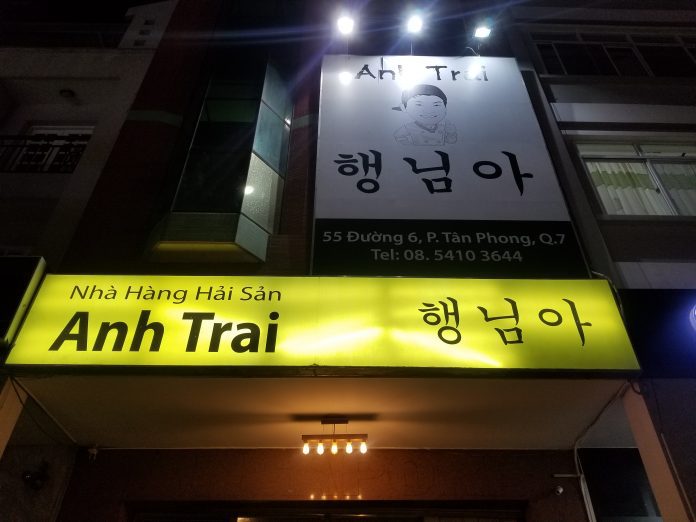 Anh Trai
행님아
55 Đường 6, P. Tân Phong, Q.7
Tel: 08. 5410 3644
Nhà Hàng Hải Sản
Anh Trai
행님아